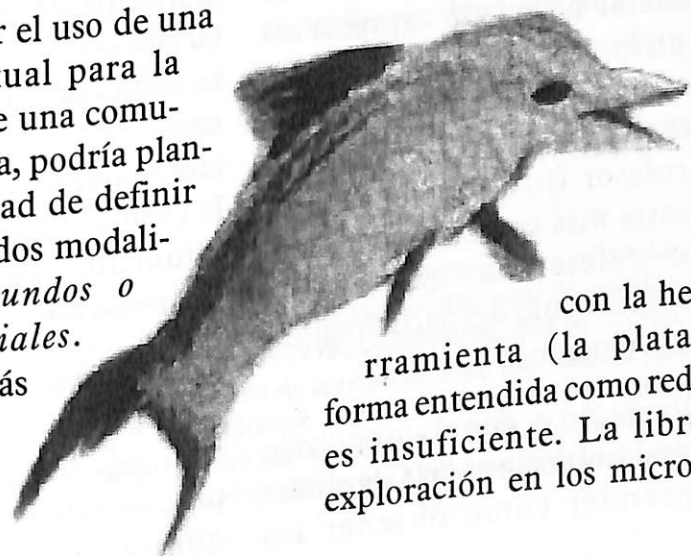 r el uso de una
tual para la
e una comu-
a, podría plan-
ad de definir
dos modali-
undos o
iales.
ás
con la he
rramienta (la plata
forma entendida como red
es insuficiente. La libr
exploración en los micro